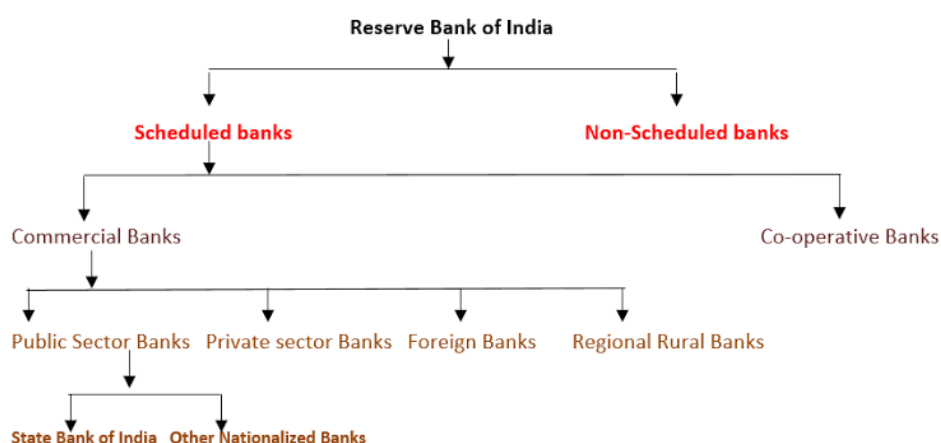 Reserve Bank of India
Scheduled banks
Non-Scheduled banks
Commercial Banks
Co-operative Banks
Public Sector Banks
Private sector Banks
Foreign Banks
Regional Rural Banks
State Bank of India
Other Nationalized Banks